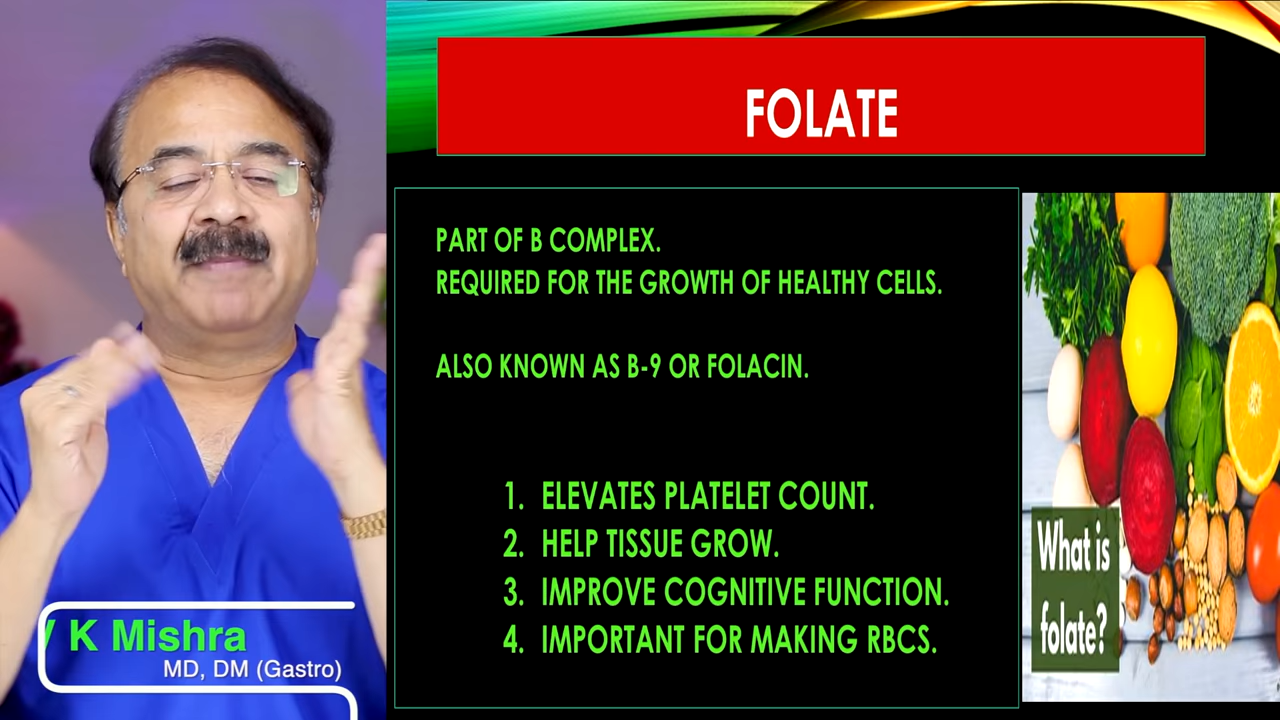 FOLATE
PART OF B COMPLEX.
REQUIRED FOR THE GROWTH OF HEALTHY CELLS.
ALSO KNOWN AS B-9 OR FOLACIN.
1. ELEVATES PLATELET COUNT.
2. HELP TISSUE GROW.
3. IMPROVE COGNITIVE FUNCTION.
4. IMPORTANT FOR MAKING RBCS.
What is
folate?
K Mishra
MD, DM (Gastro)